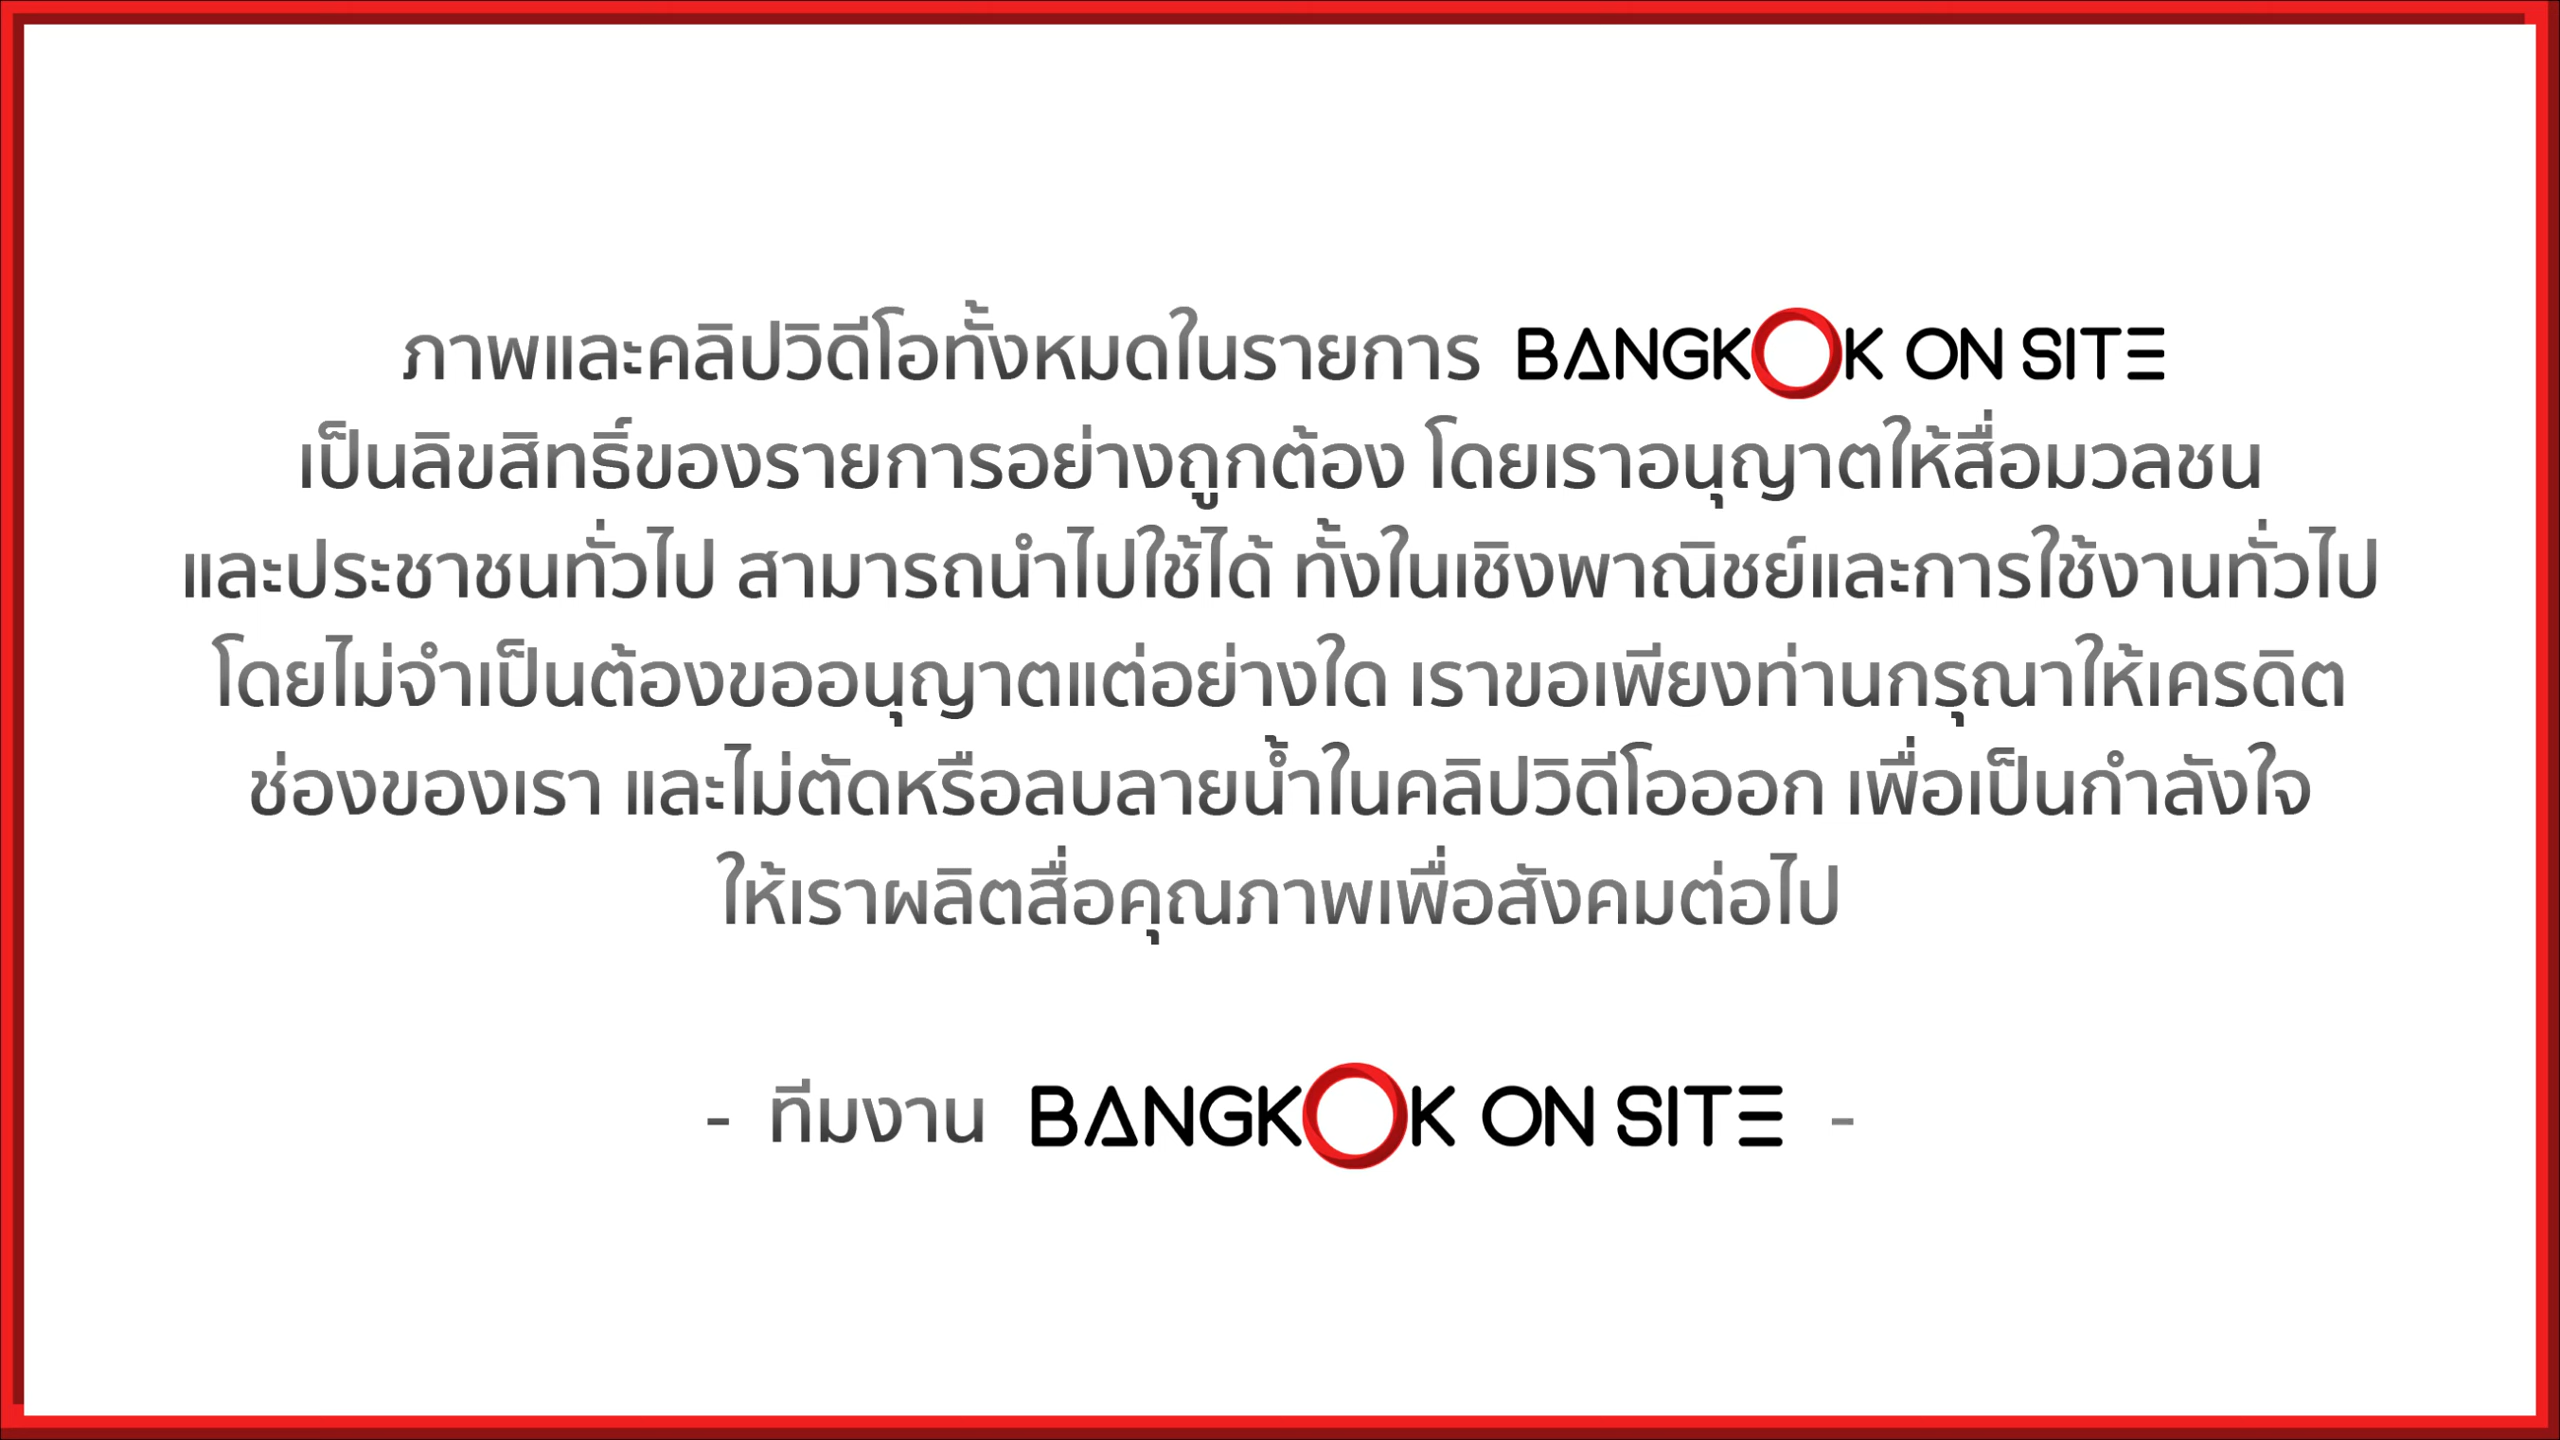 ภาพและคลิปวิดีโอทั้งหมดในรายการ BANGKOK ON SITE
เป็นลิขสิทธิ์ของรายการอย่างถูกต้อง โดยเราอนุญาตให้สื่อมวลชน
และประชาชนทั่วไป สามารถนำไปใช้ได้ ทั้งในเชิงพาณิชย์และการใช้งานทั่วไป
โดยไม่จำเป็นต้องขออนุญาตแต่อย่างใด เราขอเพียงท่านกรุณาให้เครดิต
ช่องของเรา และไม่ตัดหรือลบลายน้ำในคลิปวิดีโอออก เพื่อเป็นกำลังใจ
ให้เราผลิตสื่อคุณภาพเพื่อสังคมต่อไป
- ทีมงาน BANGKOK ON SITE -